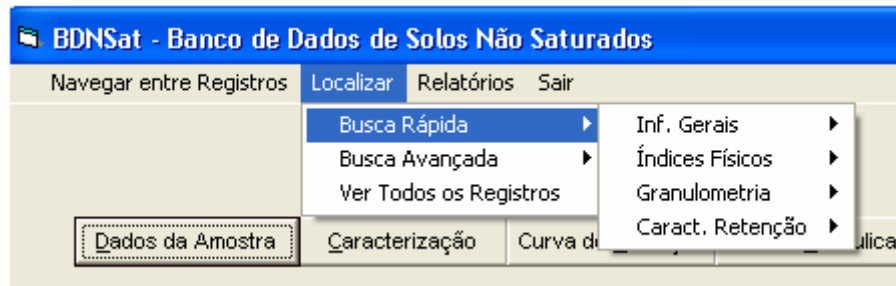 BDNSat - Banco de Dados de Solos Não Saturados
Navegar entre Registros Localizar Relatórios Sair
Busca Rápida
Busca Avançada
Ver Todos os Registros
Inf. Gerais
Índices Físicos
Granulometria
Caract. Retenção
Dados da Amostra Caracterização Curva